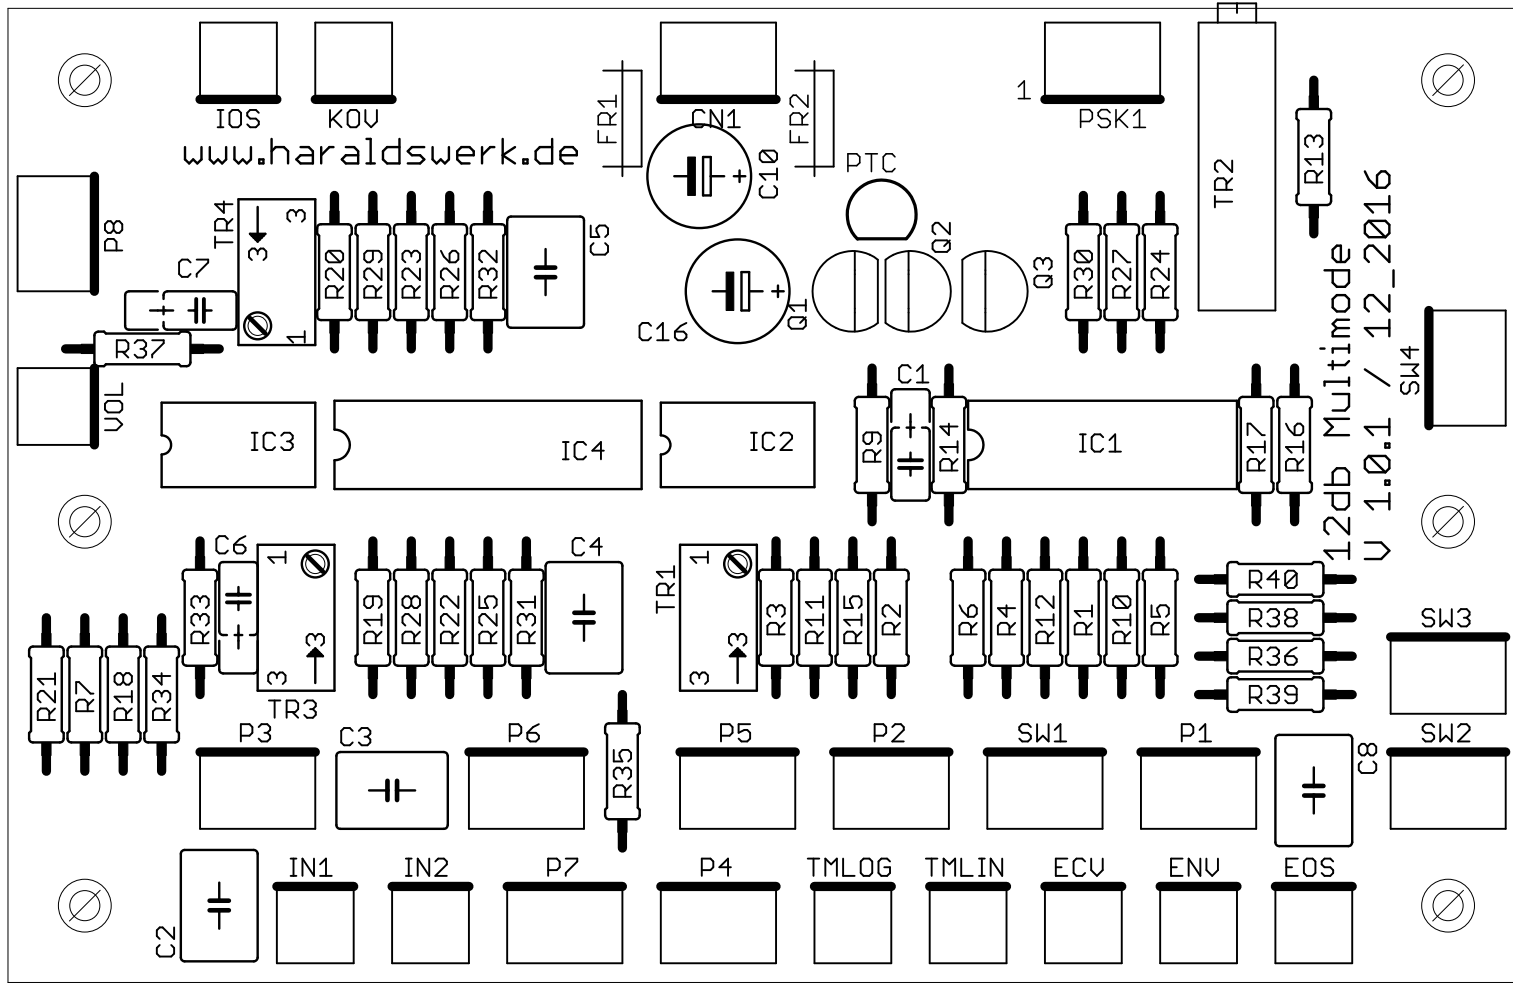 IOS
KOV
FR1
CN1
FR2
1
PSK1
www.haraldswerk.de
C10
PTC
TR2
R13
P8
TR4
3
3
1
C7
R37
R20
R29
R23
R26
R32
C5
C16
Q1
Q2
Q3
R30
R27
R24
12db Multimode
V 1.0.1 / 12_2016
SW4
VOL
IC3
IC4
IC2
R9
C1
R14
IC1
R17
R16
R33
C6
1
3
3
TR3
R19
R28
R22
R25
R31
C4
TR1
1
3
3
R3
R11
R15
R2
R6
R4
R12
R1
R10
R5
R40
R38
R36
R39
SW3
R21
R7
R18
R34
P3
C3
P6
R35
P5
P2
SW1
P1
C8
SW2
C2
IN1
IN2
P7
P4
TMLOG
TMLIN
ECV
ENV
EOS